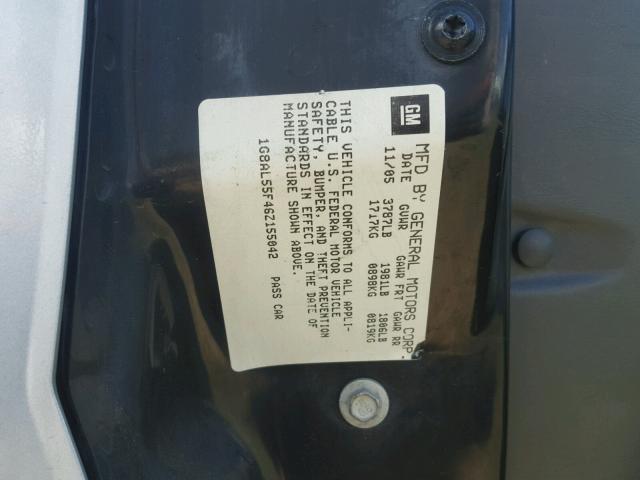 GM
MFD BY GENERAL MOTORS CORP
DATE GVWR GAWR FRT GAWR RR
11/05 3787LB 1981LB 1806LB
1717KG 0898KG 0819KG
THIS VEHICLE CONFORMS TO ALL APPLI-
CABLE U.S. FEDERAL MOTOR VEHICLE
SAFETY, BUMPER, AND THEFT PREVENTION
STANDARDS IN EFFECT ON THE DATE OF
MANUFACTURE SHOWN ABOVE.
1G8AL55F46Z155042 PASS CAR